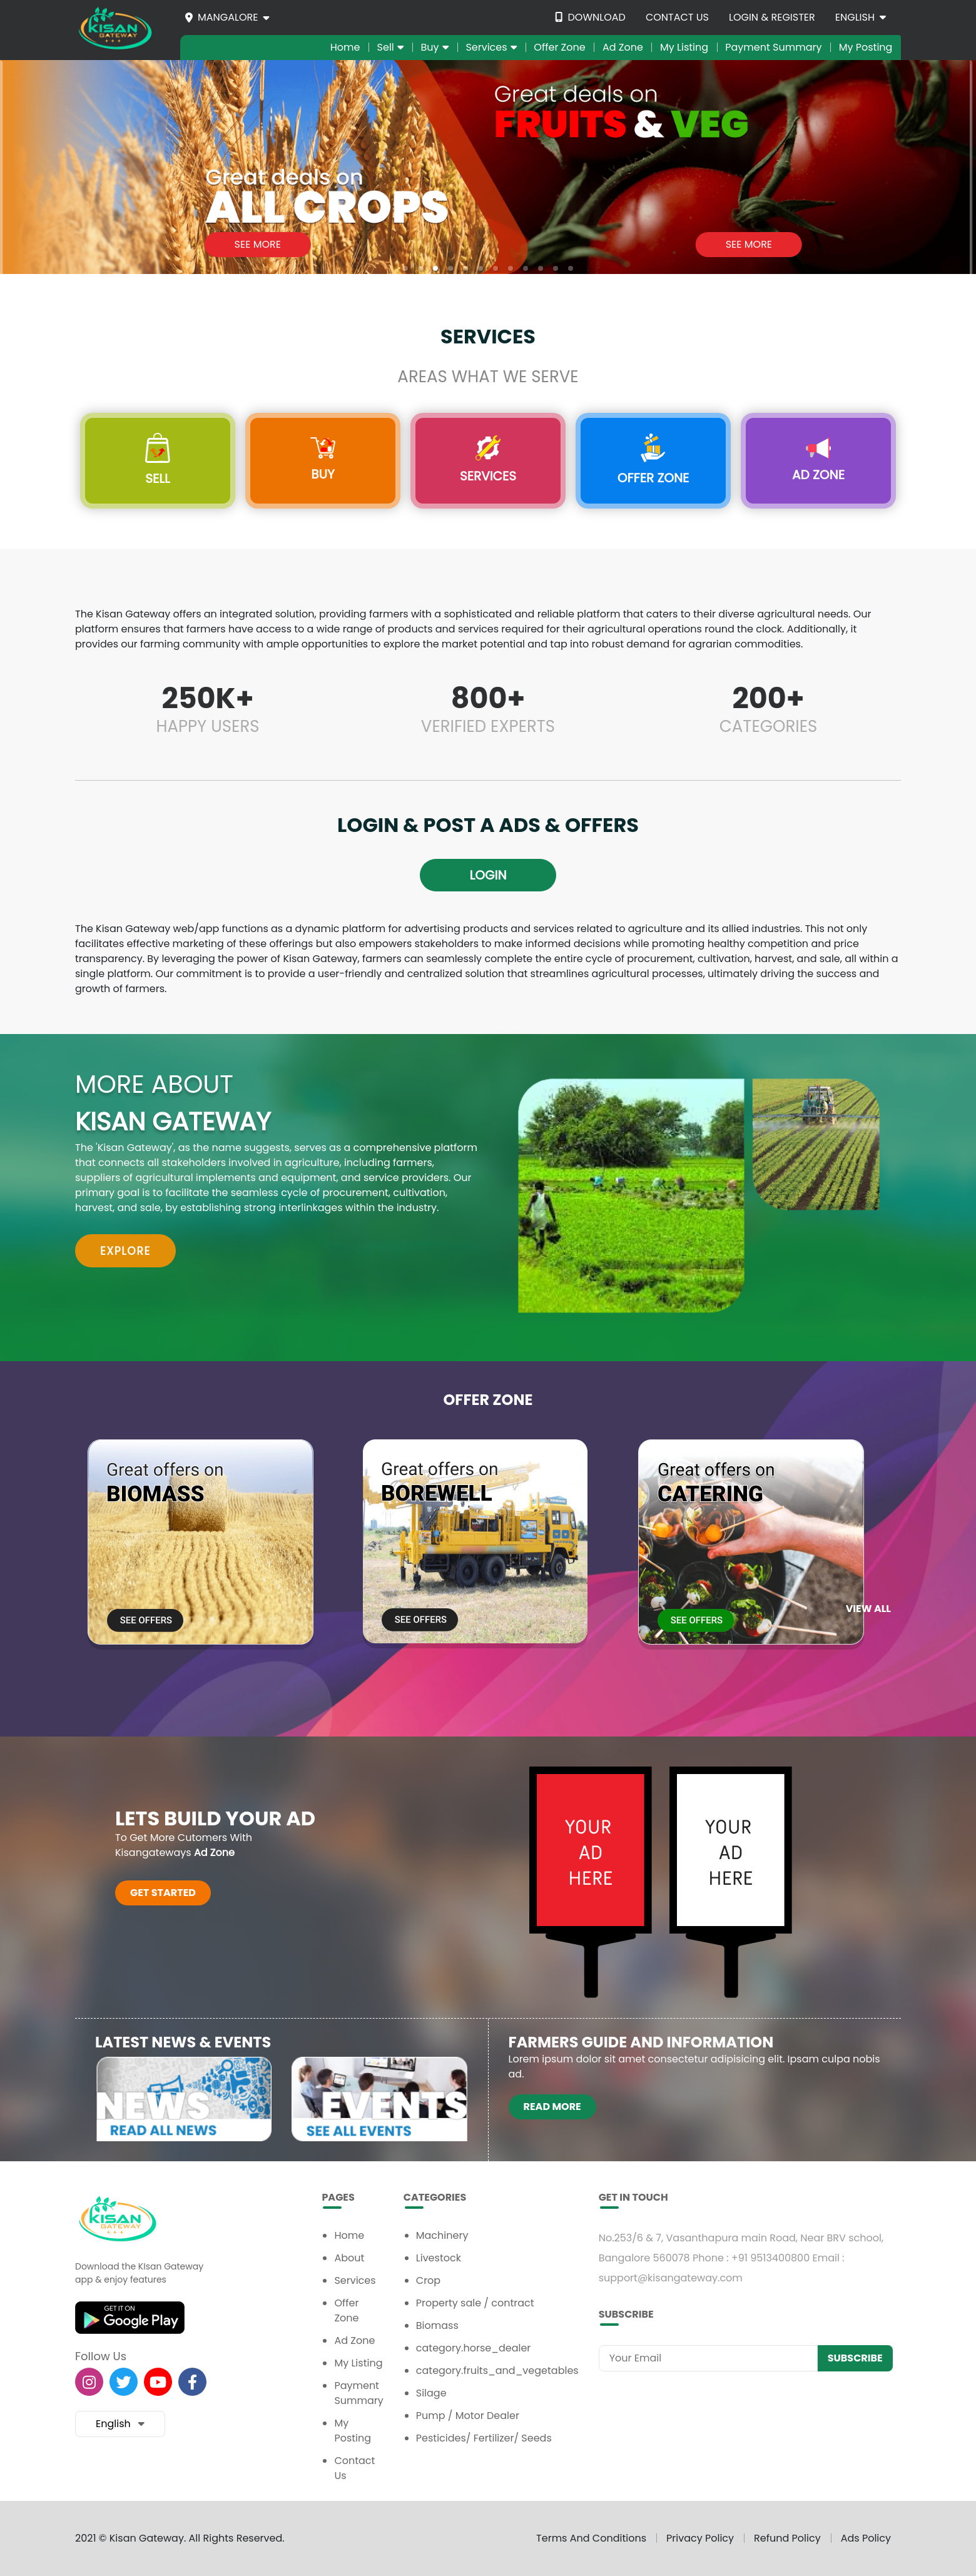 KISAN
GATEWAY
MANGALORE
DOWNLOAD
CONTACT US
LOGIN & REGISTER
ENGLISH
Home
Sell
Buy
Services
Offer Zone
Ad Zone
My Listing
Payment Summary
My Posting
Great deals on
FRUITS & VEG
Great deals on
ALL CROPS
SEE MORE
SEE MORE
SERVICES
AREAS WHAT WE SERVE
SELL
BUY
SERVICES
OFFER ZONE
AD ZONE
The Kisan Gateway offers an integrated solution, providing farmers with a sophisticated and reliable platform that caters to their diverse agricultural needs. Our
platform ensures that farmers have access to a wide range of products and services required for their agricultural operations round the clock. Additionally, it
provides our farming community with ample opportunities to explore the market potential and tap into robust demand for agrarian commodities.
250K+
HAPPY USERS
800+
VERIFIED EXPERTS
200+
CATEGORIES
LOGIN & POST A ADS & OFFERS
LOGIN
The Kisan Gateway web/app functions as a dynamic platform for advertising products and services related to agriculture and its allied industries. This not only
facilitates effective marketing of these offerings but also empowers stakeholders to make informed decisions while promoting healthy competition and price
transparency. By leveraging the power of Kisan Gateway, farmers can seamlessly complete the entire cycle of procurement, cultivation, harvest, and sale, all within a
single platform. Our commitment is to provide a user-friendly and centralized solution that streamlines agricultural processes, ultimately driving the success and
growth of farmers.
MORE ABOUT
KISAN GATEWAY
The 'Kisan Gateway', as the name suggests, serves as a comprehensive platform
that connects all stakeholders involved in agriculture, including farmers,
suppliers of agricultural implements and equipment, and service providers. Our
primary goal is to facilitate the seamless cycle of procurement, cultivation,
harvest, and sale, by establishing strong interlinkages within the industry.
EXPLORE
OFFER ZONE
Great offers on
BIOMASS
SEE OFFERS
Great offers on
BOREWELL
SEE OFFERS
Great offers on
CATERING
SEE OFFERS
VIEW ALL
LETS BUILD YOUR AD
To Get More Cutomers With
Kisangateways Ad Zone
GET STARTED
YOUR
AD
HERE
YOUR
AD
HERE
LATEST NEWS & EVENTS
NEWS
READ ALL NEWS
EVENTS
SEE ALL EVENTS
FARMERS GUIDE AND INFORMATION
Lorem ipsum dolor sit amet consectetur adipisicing elit. Ipsam culpa nobis
ad.
READ MORE
KISAN
GATEWAY
Download the KIsan Gateway
app & enjoy features
GET IT ON
Google Play
Follow Us
English
PAGES
Home
About
Services
Offer
Zone
Ad Zone
My Listing
Payment
Summary
My
Posting
Contact
Us
CATEGORIES
Machinery
Livestock
Crop
Property sale / contract
Biomass
category.horse_dealer
category.fruits_and_vegetables
Silage
Pump / Motor Dealer
Pesticides/ Fertilizer/ Seeds
GET IN TOUCH
No.253/6 & 7, Vasanthapura main Road, Near BRV school,
Bangalore 560078 Phone : +91 9513400800 Email :
support@kisangateway.com
SUBSCRIBE
Your Email
SUBSCRIBE
2021 © Kisan Gateway. All Rights Reserved.
Terms And Conditions
Privacy Policy
Refund Policy
Ads Policy